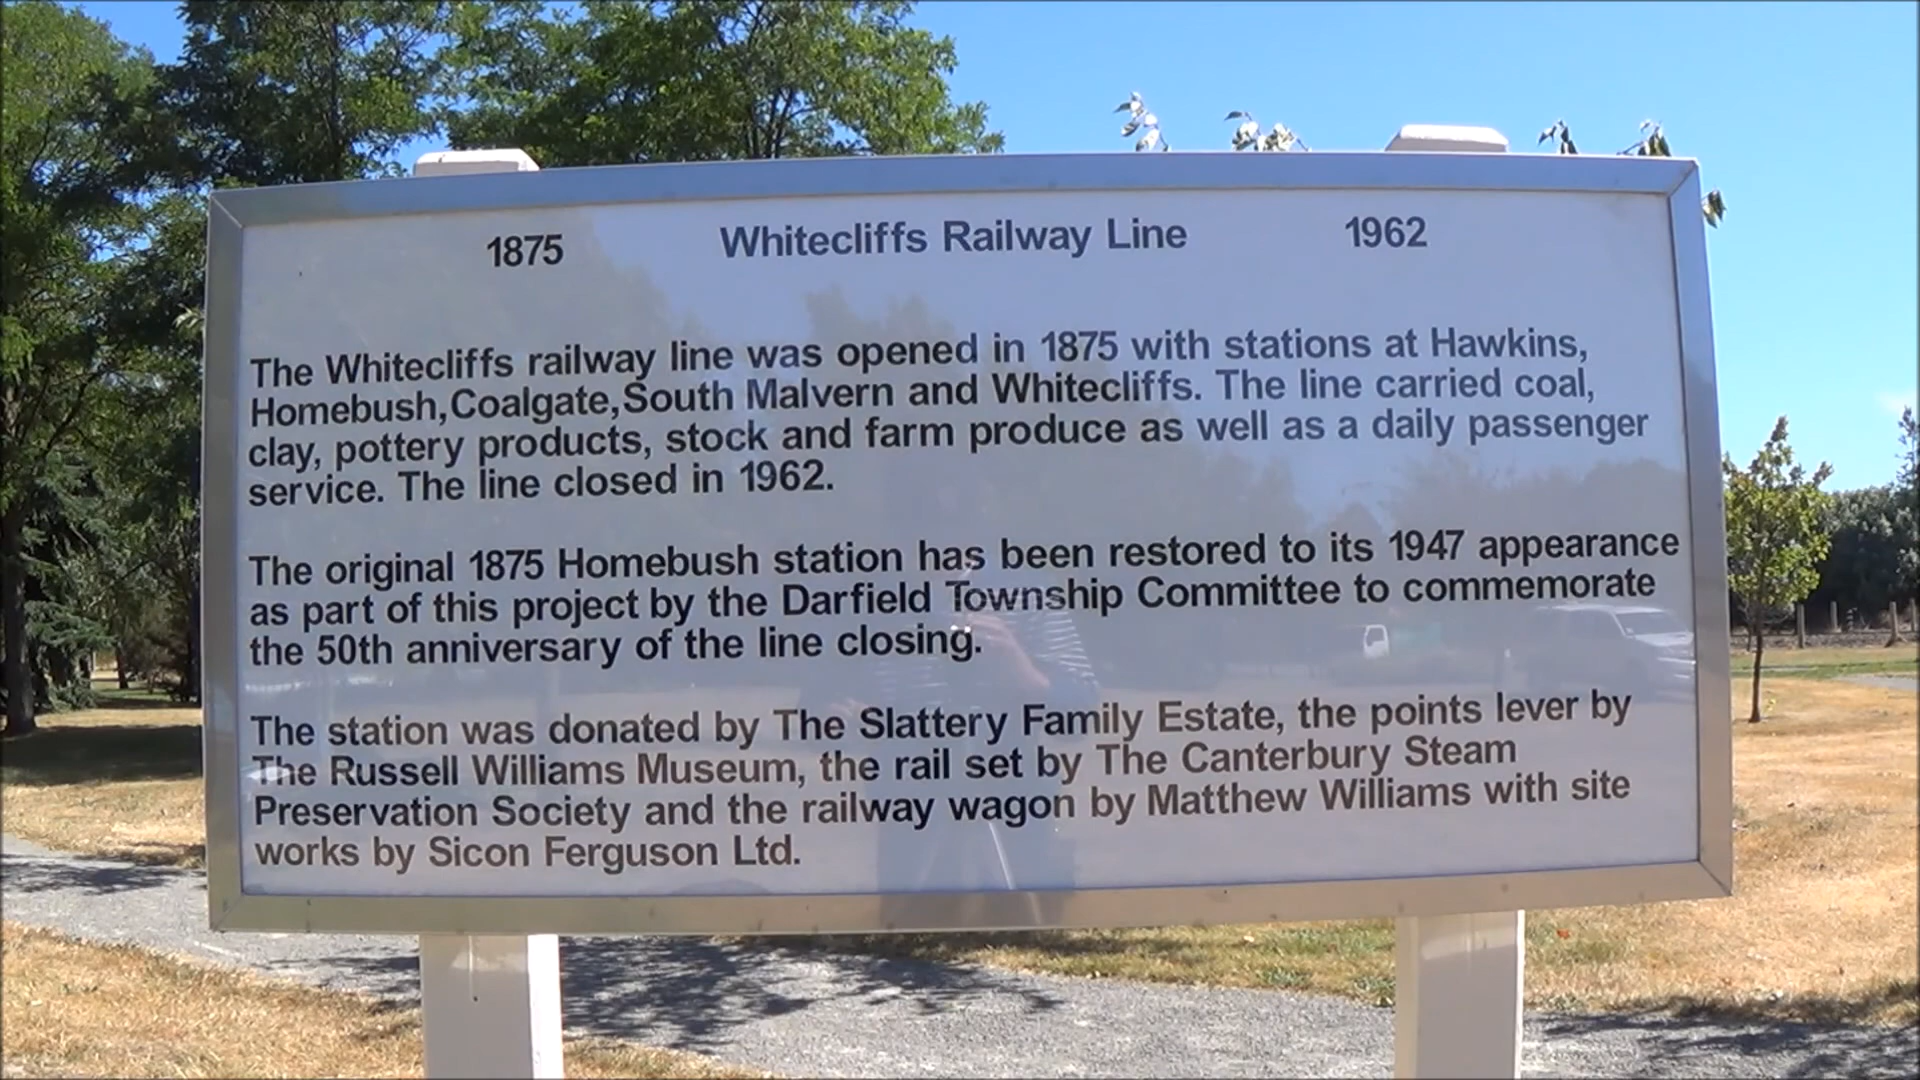 1875 Whitecliffs Railway Line 1962
The Whitecliffs railway line was opened in 1875 with stations at Hawkins,
Homebush,Coalgate,South Malvern and Whitecliffs. The line carried coal,
clay, pottery products, stock and farm produce as well as a daily passenger
service. The line closed in 1962.
The original 1875 Homebush station has been restored to its 1947 appearance
as part of this project by the Darfield Township Committee to commemorate
the 50th anniversary of the line closing.
The station was donated by The Slattery Family Estate, the points lever by
The Russell Williams Museum, the rail set by The Canterbury Steam
Preservation Society and the railway wagon by Matthew Williams with site
works by Sicon Ferguson Ltd.